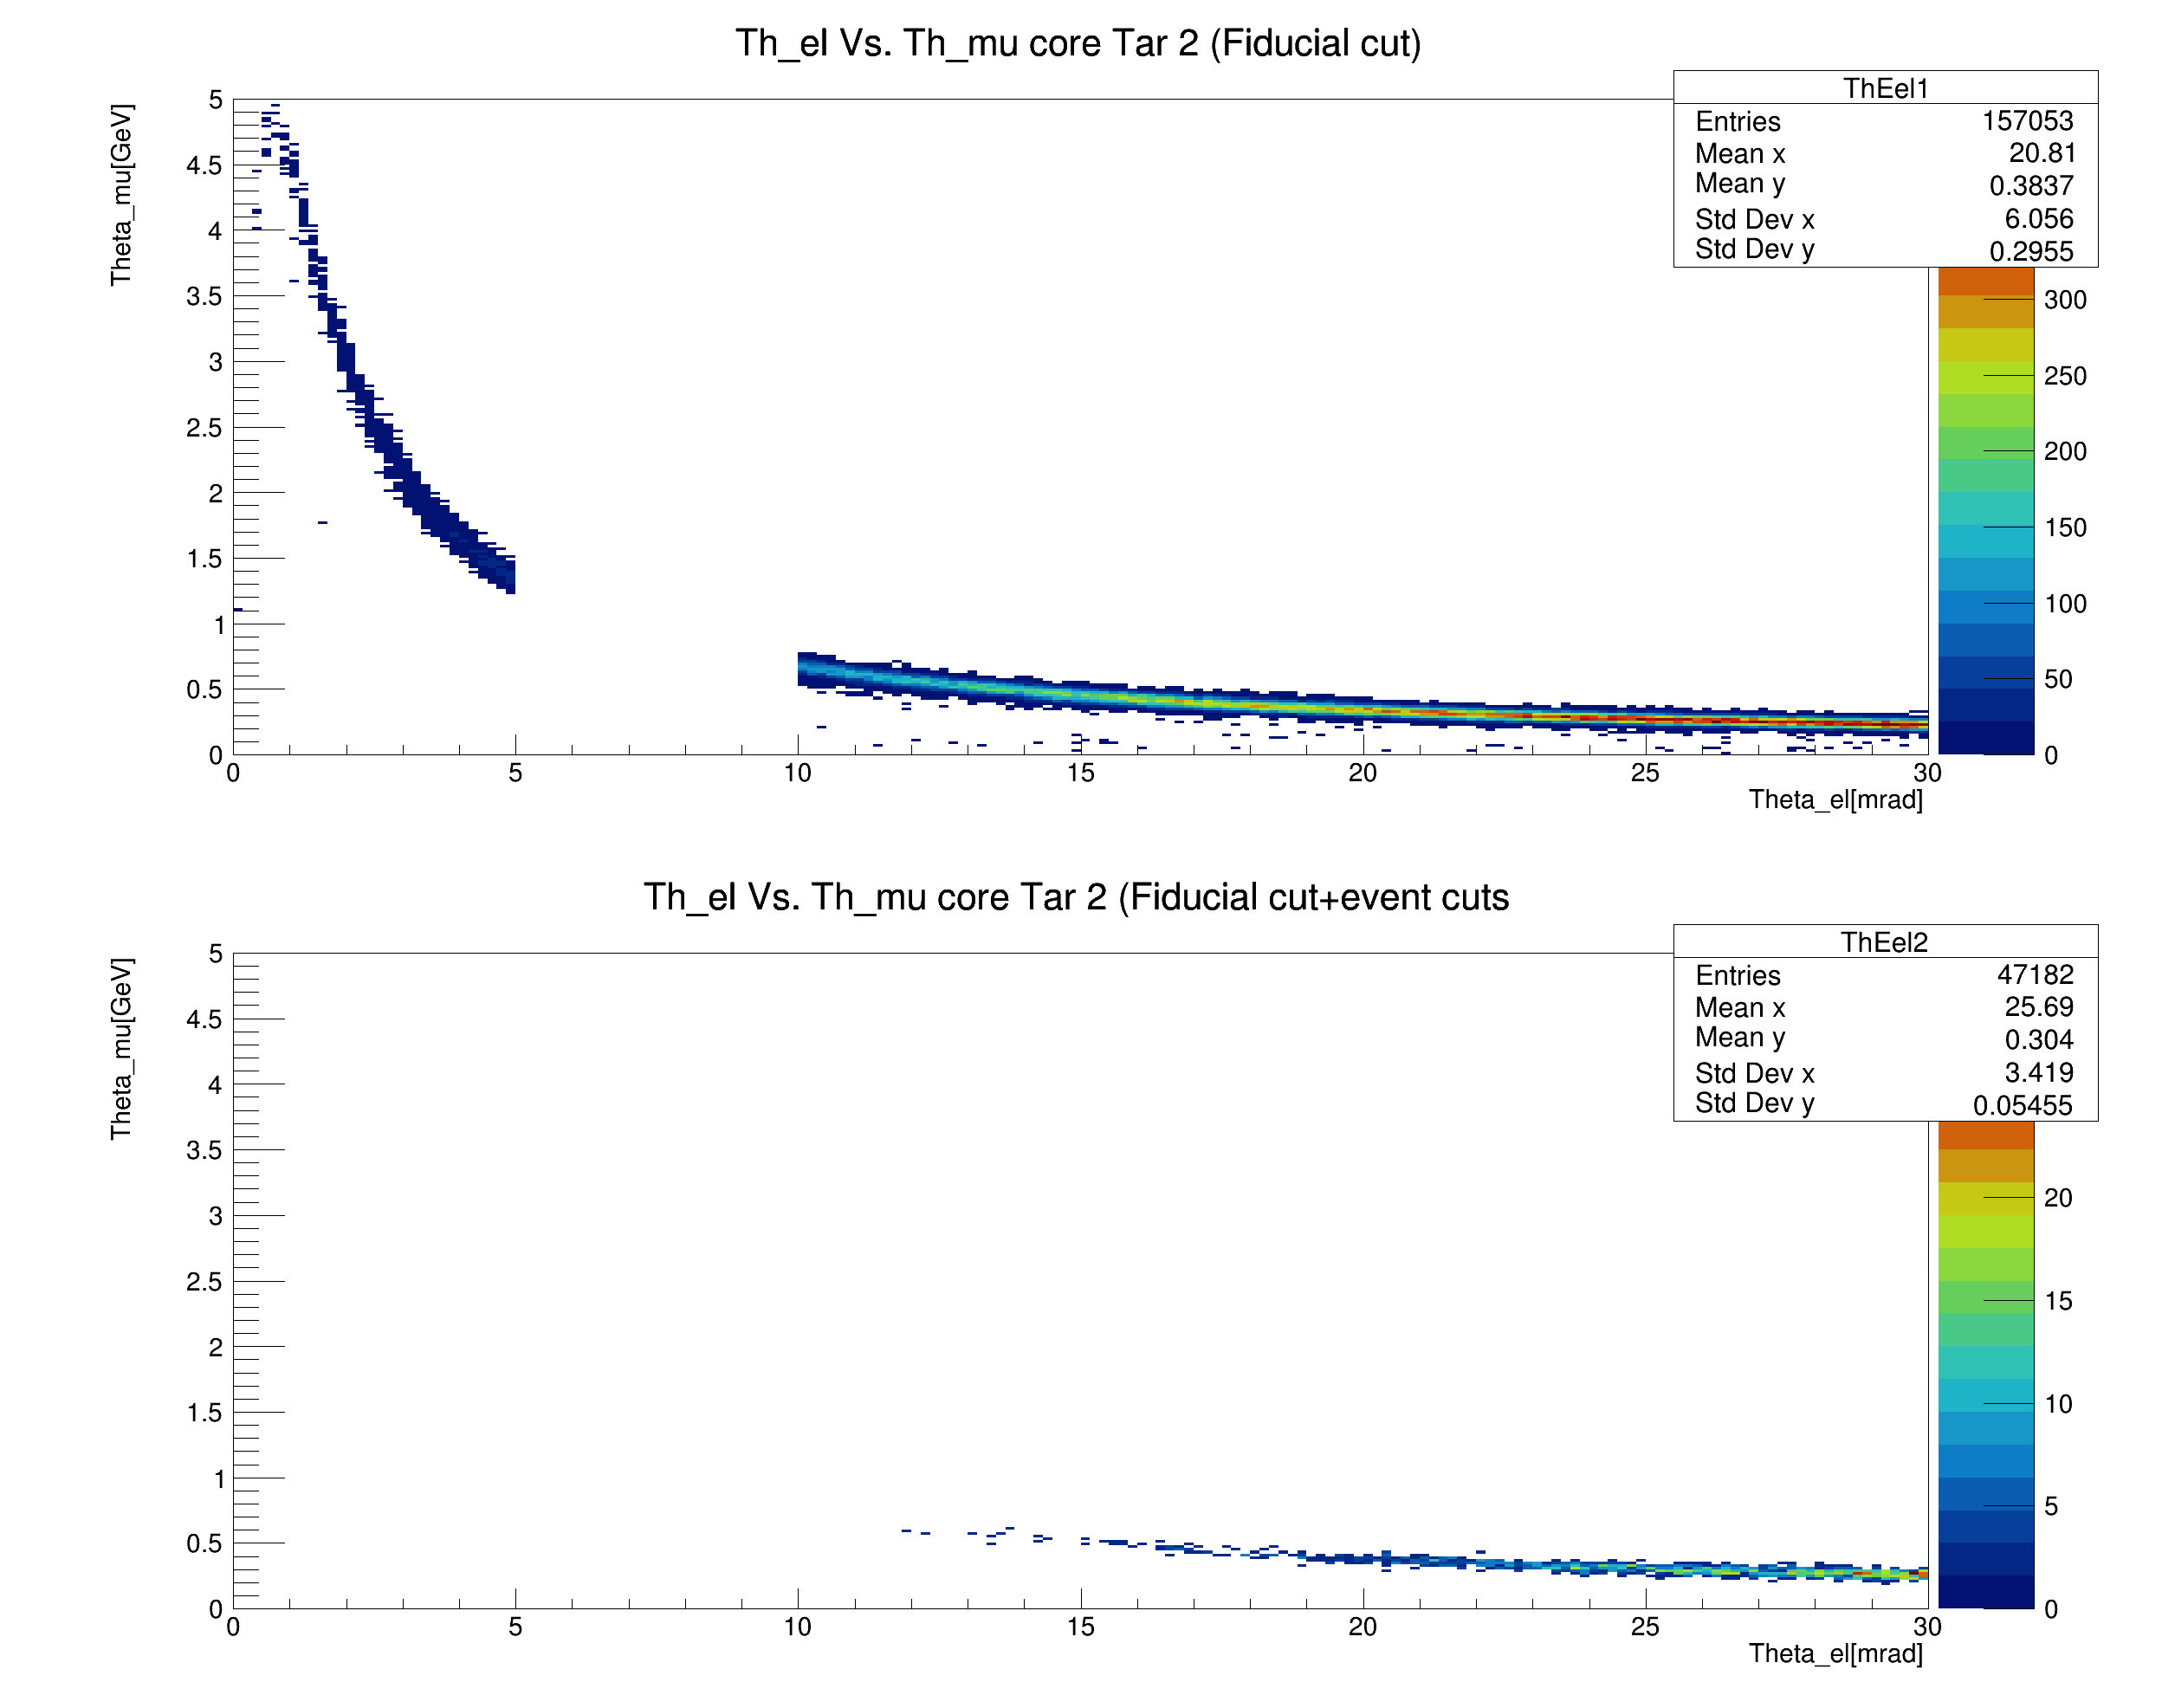 Th_el Vs. Th_mu core Tar 2 (Fiducial cut)
Theta_mu[GeV]
ThEel1
Entries 157053
Mean x 20.81
Mean y 0.3837
Std Dev x 6.056
Std Dev y 0.2955
5
4.5
4
3.5
3
2.5
2
1.5
1
0.5
0
300
250
200
150
100
50
0
0 5 10 15 20 25 30
Theta_el[mrad]
Th_el Vs. Th_mu core Tar 2 (Fiducial cut+event cuts
Theta_mu[GeV]
ThEel2
Entries 47182
Mean x 25.69
Mean y 0.304
Std Dev x 3.419
Std Dev y 0.05455
5
4.5
4
3.5
3
2.5
2
1.5
1
0.5
0
20
15
10
5
0
0 5 10 15 20 25 30
Theta_el[mrad]